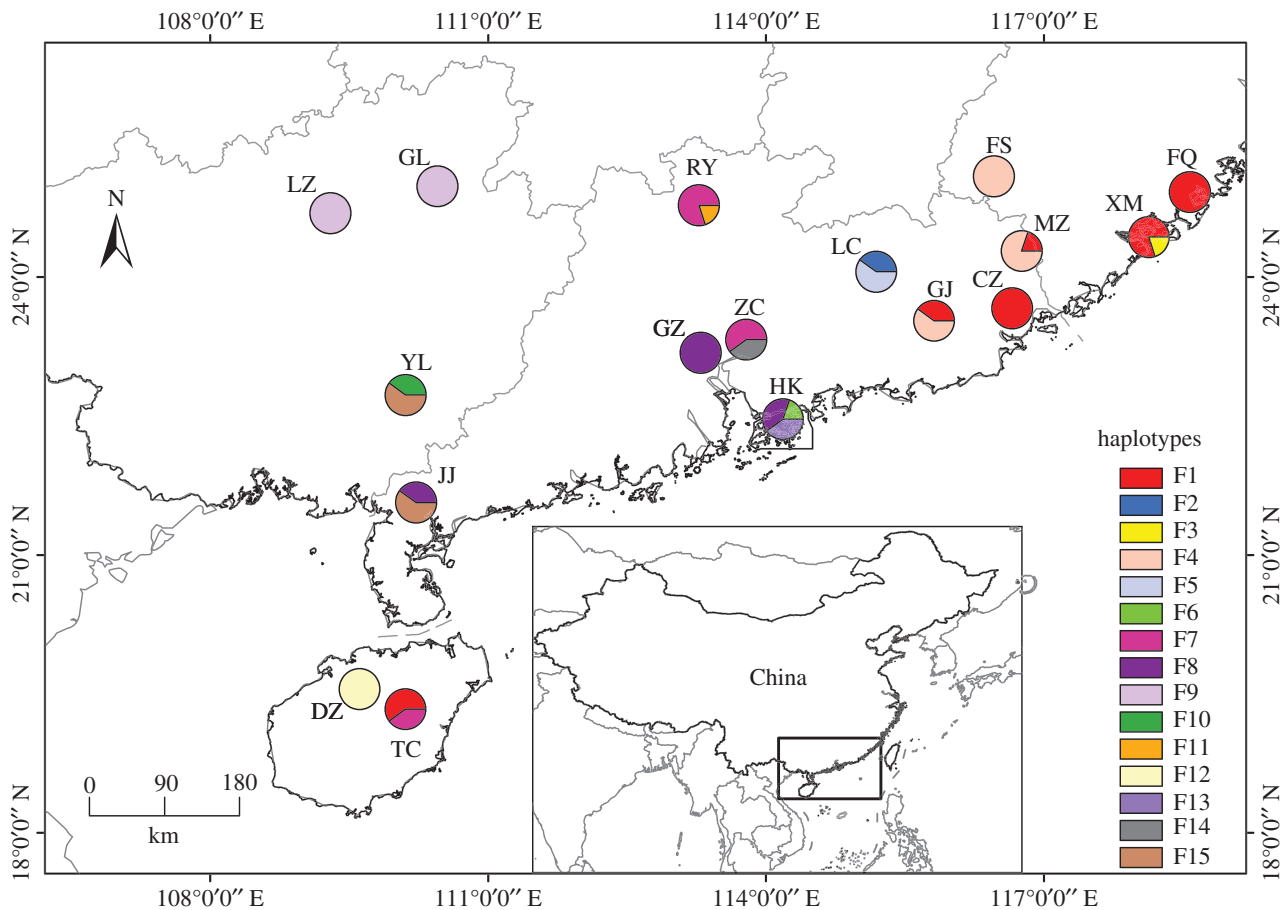 108°0′0″ E
111°0′0″ E
114°0′0″ E
117°0′0″ E
24°0′0″ N
21°0′0″ N
18°0′0″ N
24°0′0″ N
21°0′0″ N
18°0′0″ N
N
LZ
GL
RY
FS
FQ
XM
MZ
LC
CZ
GJ
ZC
GZ
YL
HK
JJ
DZ
TC
0 90 180
km
China
haplotypes
F1
F2
F3
F4
F5
F6
F7
F8
F9
F10
F11
F12
F13
F14
F15
108°0′0″ E
111°0′0″ E
114°0′0″ E
117°0′0″ E